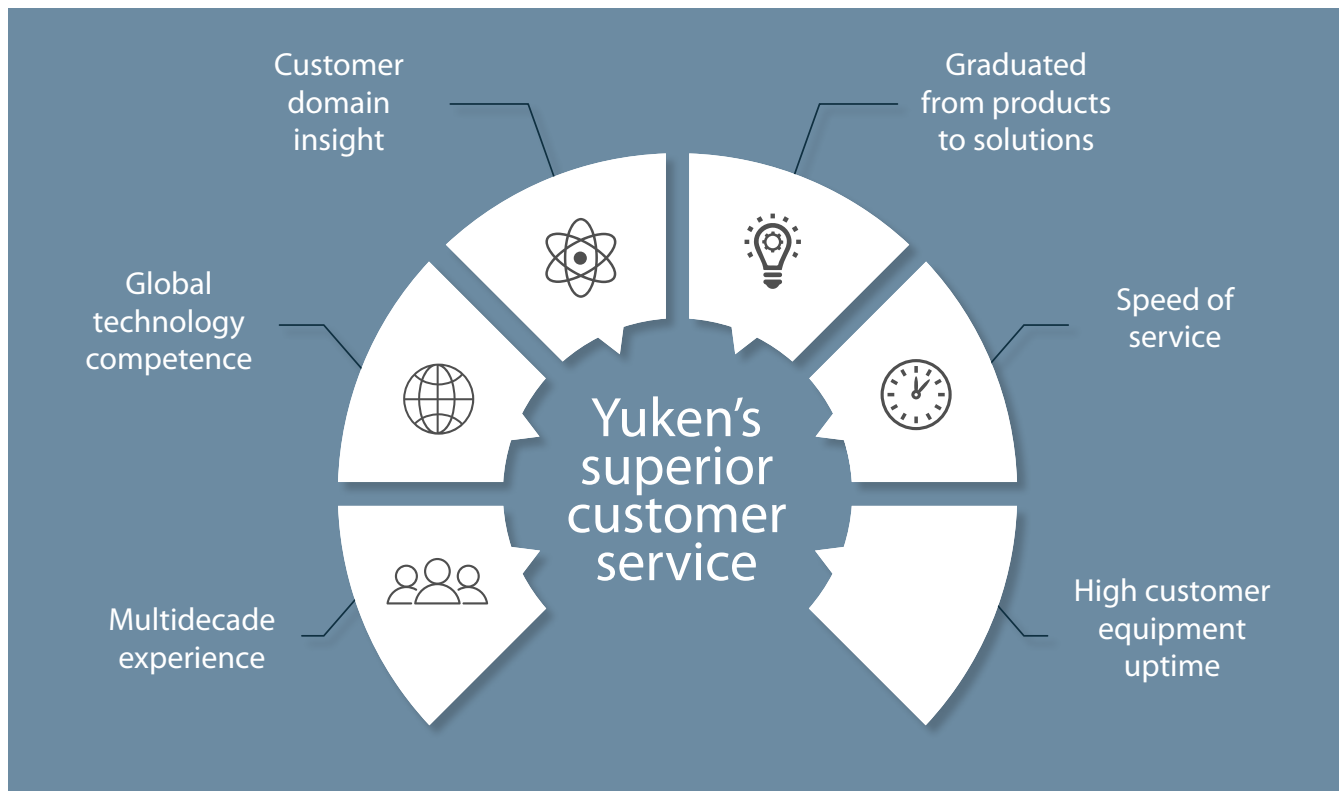 Customer
domain
insight
Graduated
from products
to solutions
Global
technology
competence
Speed of
service
Yuken’s
superior
customer
service
Multidecade
experience
High customer
equipment
uptime